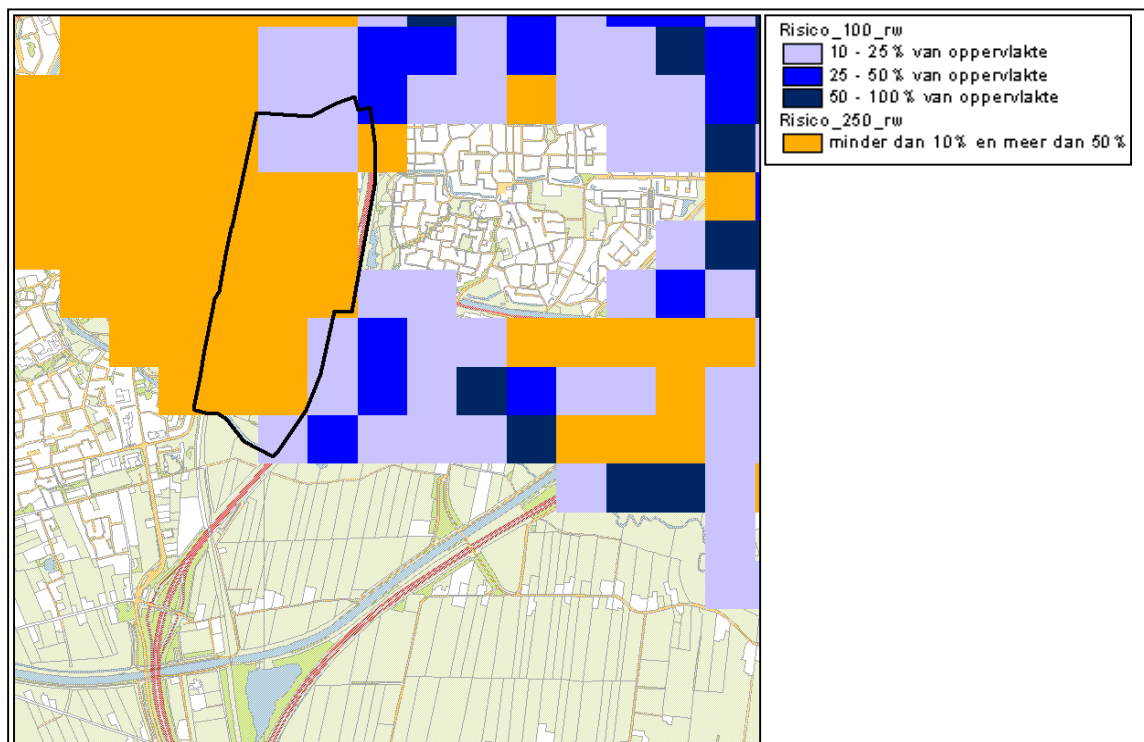 Risico_100_rw
10 - 25 % van oppervlakte
25 - 50 % van oppervlakte
50 - 100 % van oppervlakte
Risico_250_rw
minder dan 10 % en meer dan 50 %